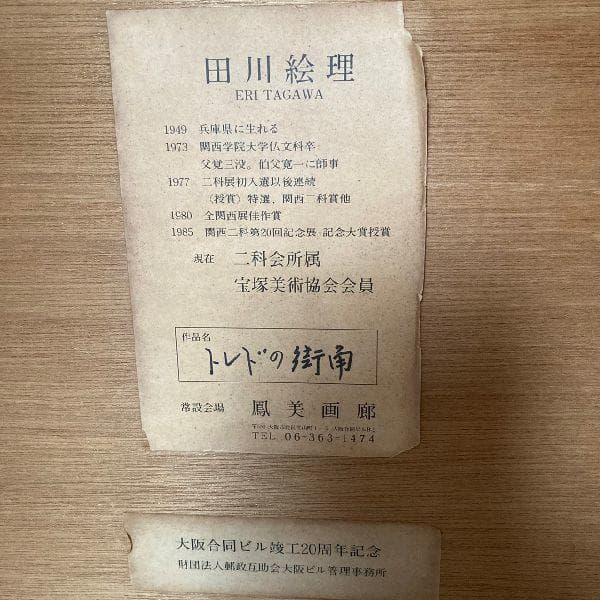 田川絵理
ERI TAGAWA
1949 兵庫県に生れる
1973 関西学院大学仏文科卒
父覚三没。伯父寛一に師事
1977 二科展初入選以後連続
(授賞) 特選、関西二科賞他
1980 全関西展佳作賞
1985 関西二科第20回記念展 記念大賞授賞
現在 二科会所属
宝塚美術協会会員
作品名
トレドの街南
常設会場 鳳美画廊
TEL 06-363-1474
大阪合同ビル竣工20周年記念
財団法人郵政互助会大阪ビル管理事務所